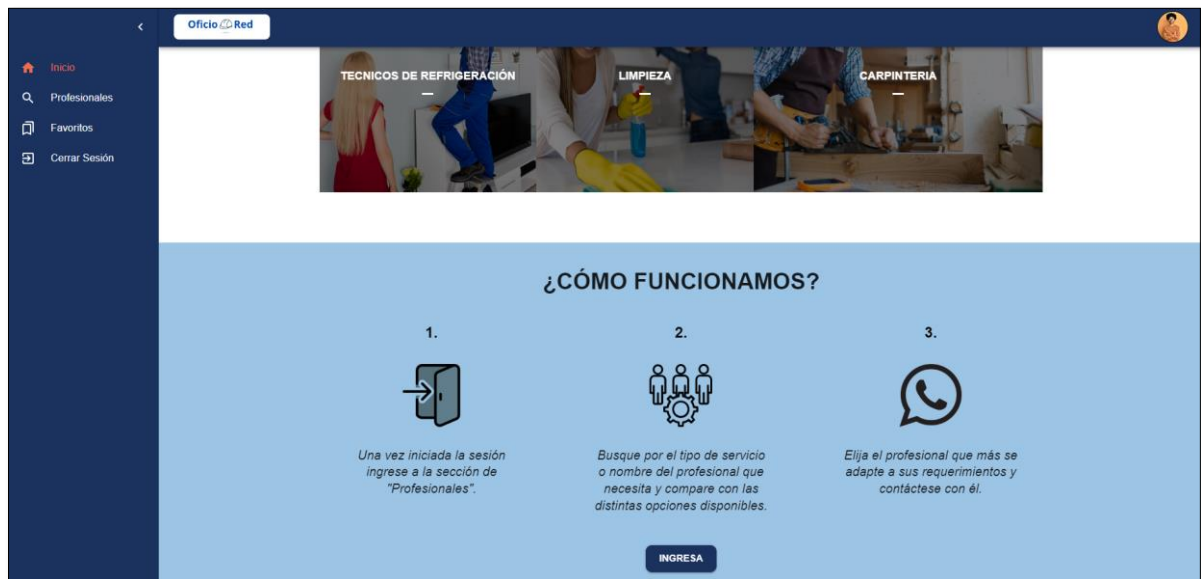 Oficio Red
Inicio
Profesionales
Favoritos
Cerrar Sesión
TECNICOS DE REFRIGERACIÓN
LIMPIEZA
CARPINTERIA
¿CÓMO FUNCIONAMOS?
1.
Una vez iniciada la sesión
ingrese a la sección de
"Profesionales".
2.
Busque por el tipo de servicio
o nombre del profesional que
necesita y compare con las
distintas opciones disponibles.
3.
Elija el profesional que más se
adapte a sus requerimientos y
contáctese con él.
INGRESA